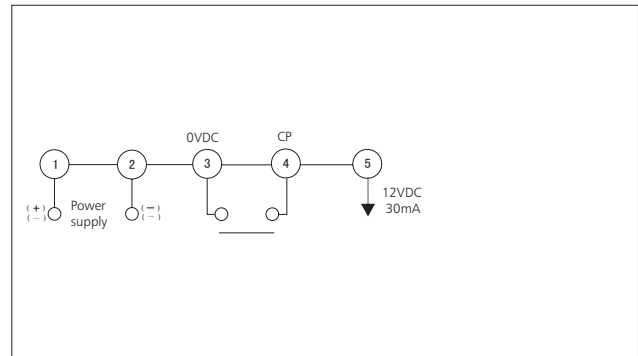 0VDC
CP
1
2
3
4
5
12VDC
30mA
(+)
(~)
Power
supply
(−)
(~)